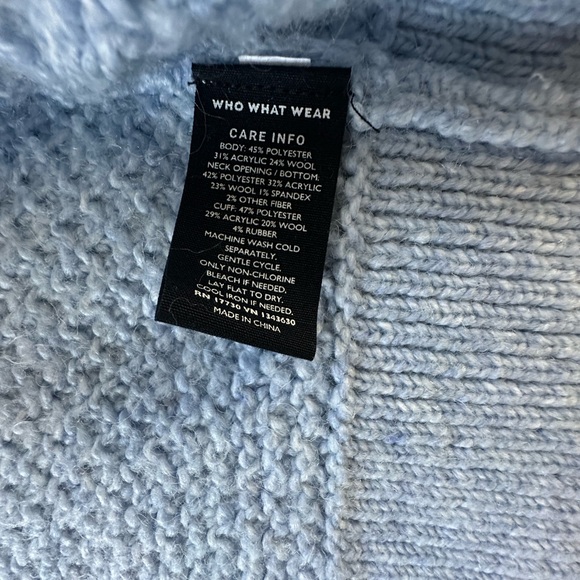 WHO WHAT WEAR
CARE INFO
BODY: 45% POLYESTER
31% ACRYLIC 24% WOOL
NECK OPENING / BOTTOM:
42% POLYESTER 32% ACRYLIC
23% WOOL 1% SPANDEX
2% OTHER FIBER
CUFF: 47% POLYESTER
29% ACRYLIC 20% WOOL
4% RUBBER
MACHINE WASH COLD
SEPARATELY.
GENTLE CYCLE.
ONLY NON-CHLORINE
BLEACH IF NEEDED.
LAY FLAT TO DRY.
COOL IRON IF NEEDED.
RN 17730 VN 1343630
MADE IN CHINA